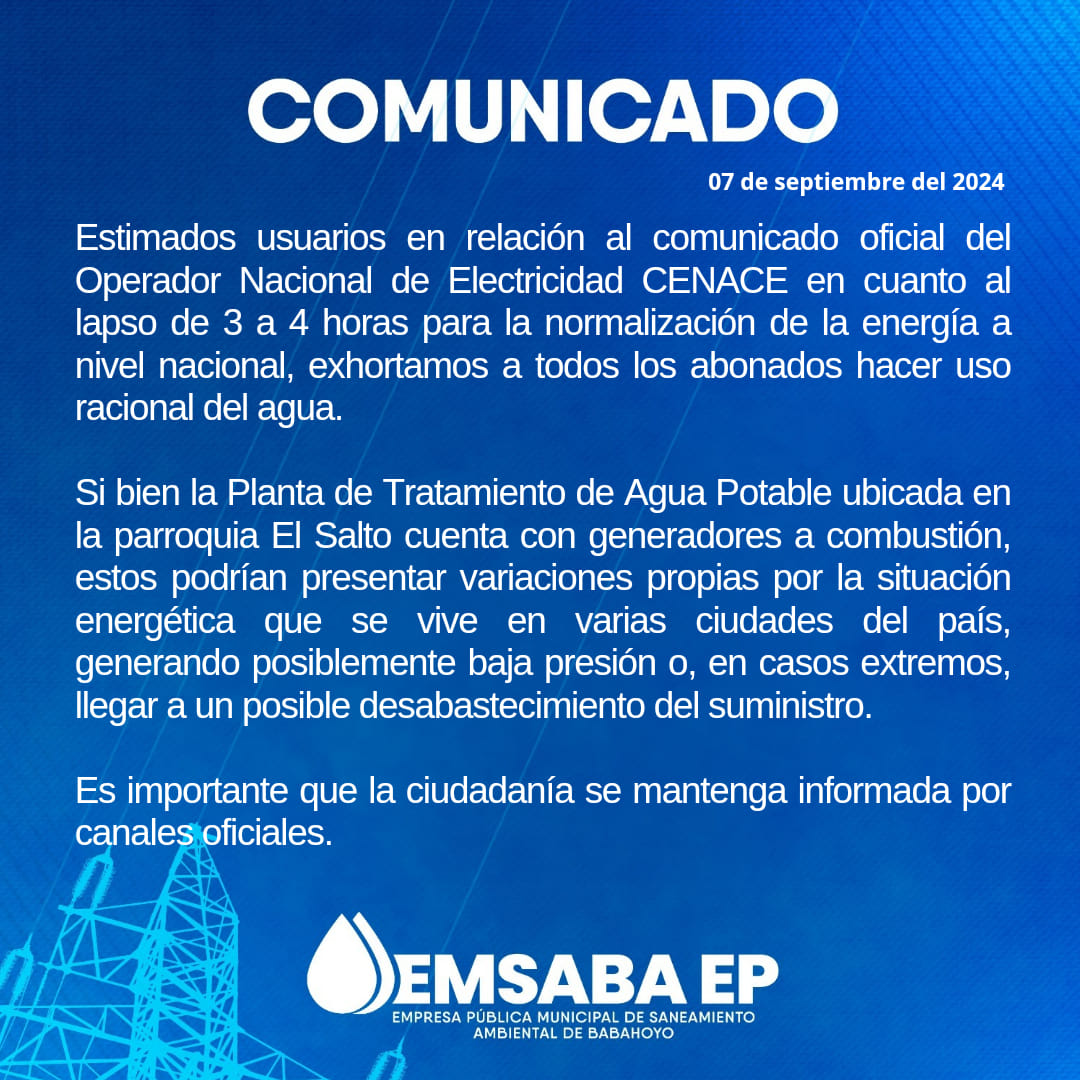 COMUNICADO
07 de septiembre del 2024
Estimados usuarios en relación al comunicado oficial del
Operador Nacional de Electricidad CENACE en cuanto al
lapso de 3 a 4 horas para la normalización de la energía a
nivel nacional, exhortamos a todos los abonados hacer uso
racional del agua.
Si bien la Planta de Tratamiento de Agua Potable ubicada en
la parroquia El Salto cuenta con generadores a combustión,
estos podrían presentar variaciones propias por la situación
energética que se vive en varias ciudades del país,
generando posiblemente baja presión o, en casos extremos,
llegar a un posible desabastecimiento del suministro.
Es importante que la ciudadanía se mantenga informada por
canales oficiales.
EMSABA EP
EMPRESA PÚBLICA MUNICIPAL DE SANEAMIENTO
AMBIENTAL DE BABAHOYO